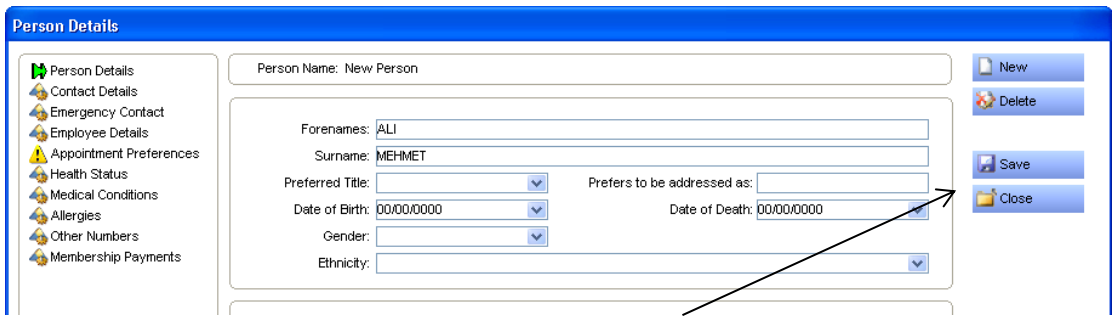 Person Details
Person Details
Contact Details
Emergency Contact
Employee Details
Appointment Preferences
Health Status
Medical Conditions
Allergies
Other Numbers
Membership Payments
Person Name: New Person
Forenames: ALI
Surname: MEHMET
Preferred Title: Prefers to be addressed as:
Date of Birth: 00/00/0000 Date of Death: 00/00/0000
Gender:
Ethnicity:
New
Delete
Save
Close